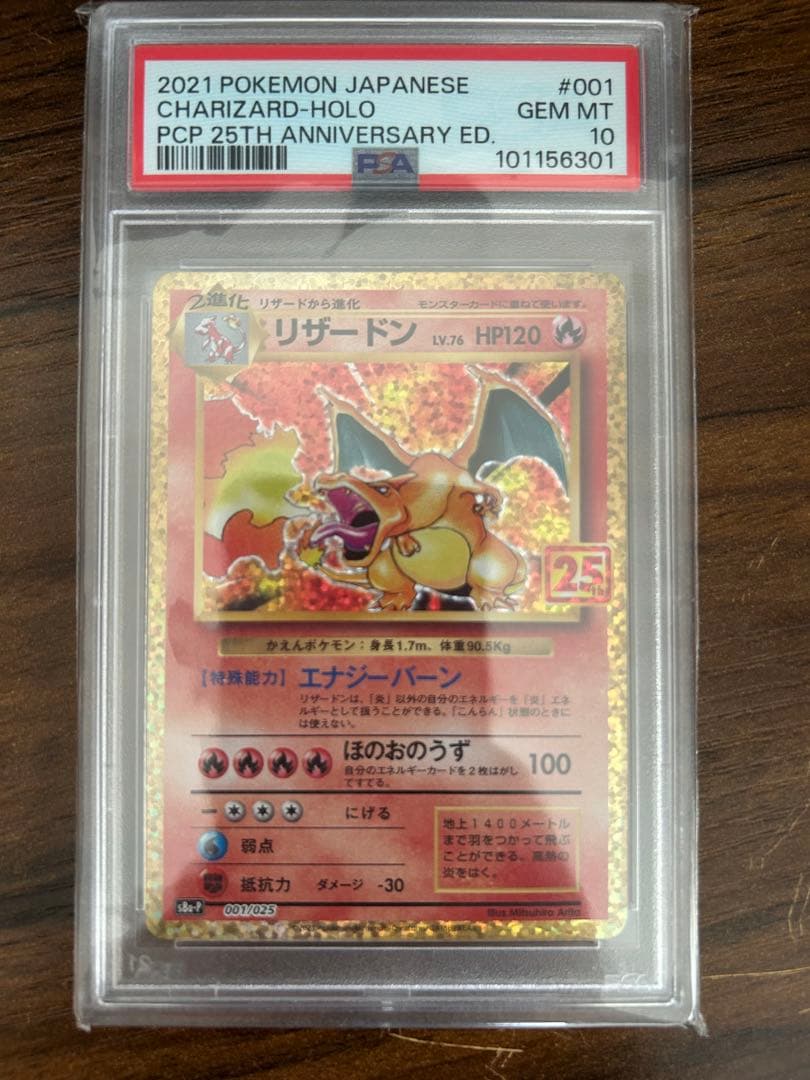 2021 POKEMON JAPANESE #001
CHARIZARD-HOLO GEM MT
PCP 25TH ANNIVERSARY ED. 10
PSA 101156301
2進化 リザードから進化 モンスターカードに重ねて使います。
リザードン LV.76 HP120
25th
かえんポケモン：身長1.7m、体重90.5Kg
【特殊能力】エナジーバーン
リザードンは、「炎」以外の自分のエネルギーを「炎」エネ
ルギーとして扱うことができる。「こんらん」状態のときに
は使えない。
ほのおのうず 100
自分のエネルギーカードを2枚はがし
てすてる。
にげる
弱点
抵抗力 ダメージ -30
地上1400メートル
まで羽をつかって飛ぶ
ことができる。高熱の
炎をはく。
s8a-P 001/025
Illus. Mitsuhiro Arita